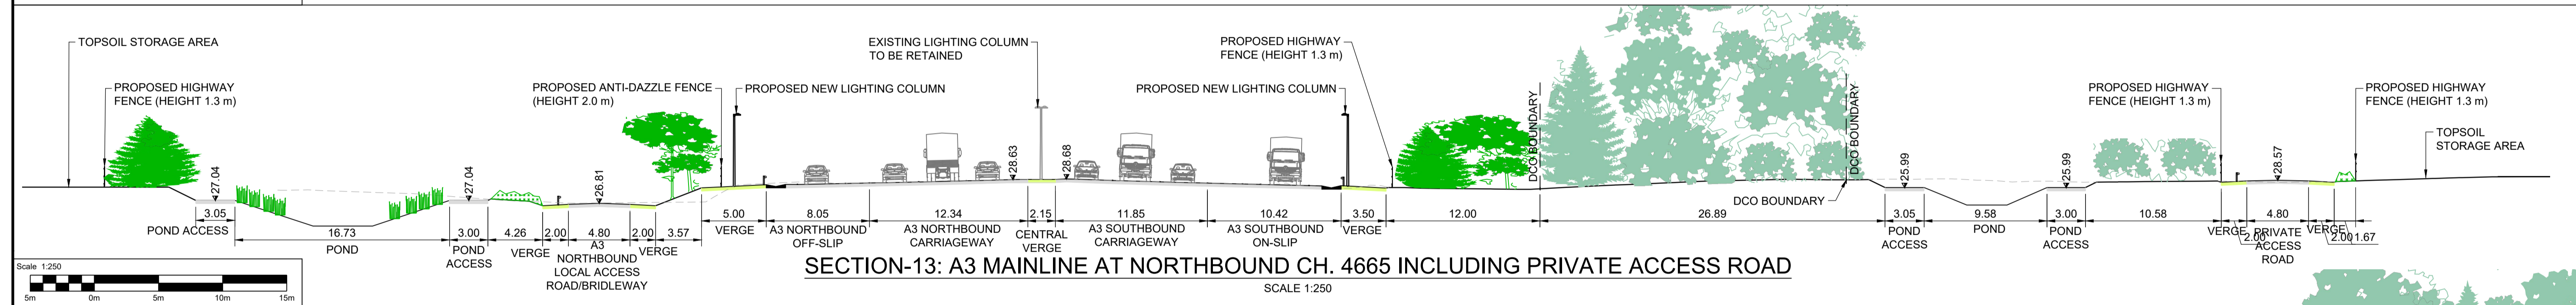 TOPSOIL STORAGE AREA
PROPOSED HIGHWAY
FENCE (HEIGHT 1.3 m)
PROPOSED ANTI-DAZZLE FENCE
(HEIGHT 2.0 m)
PROPOSED NEW LIGHTING COLUMN
EXISTING LIGHTING COLUMN
TO BE RETAINED
PROPOSED NEW LIGHTING COLUMN
PROPOSED HIGHWAY
FENCE (HEIGHT 1.3 m)
DCO BOUNDARY
DCO BOUNDARY
DCO BOUNDARY
PROPOSED HIGHWAY
FENCE (HEIGHT 1.3 m)
PROPOSED HIGHWAY
FENCE (HEIGHT 1.3 m)
TOPSOIL
STORAGE AREA
27.04
27.04
26.81
28.63
28.68
25.99
25.99
28.57
3.05
POND ACCESS
16.73
POND
3.00
POND
ACCESS
4.26
2.00
VERGE
4.80
A3
NORTHBOUND
LOCAL ACCESS
ROAD/BRIDLEWAY
2.00
VERGE
3.57
5.00
VERGE
8.05
A3 NORTHBOUND
OFF-SLIP
12.34
A3 NORTHBOUND
CARRIAGEWAY
2.15
CENTRAL
VERGE
11.85
A3 SOUTHBOUND
CARRIAGEWAY
10.42
A3 SOUTHBOUND
ON-SLIP
3.50
VERGE
12.00
26.89
3.05
POND
ACCESS
9.58
POND
3.00
POND
ACCESS
10.58
VERGE
2.00
4.80
PRIVATE
ACCESS
ROAD
VERGE
2.00
1.67
SECTION-13: A3 MAINLINE AT NORTHBOUND CH. 4665 INCLUDING PRIVATE ACCESS ROAD
SCALE 1:250
Scale 1:250
5m 0m 5m 10m 15m